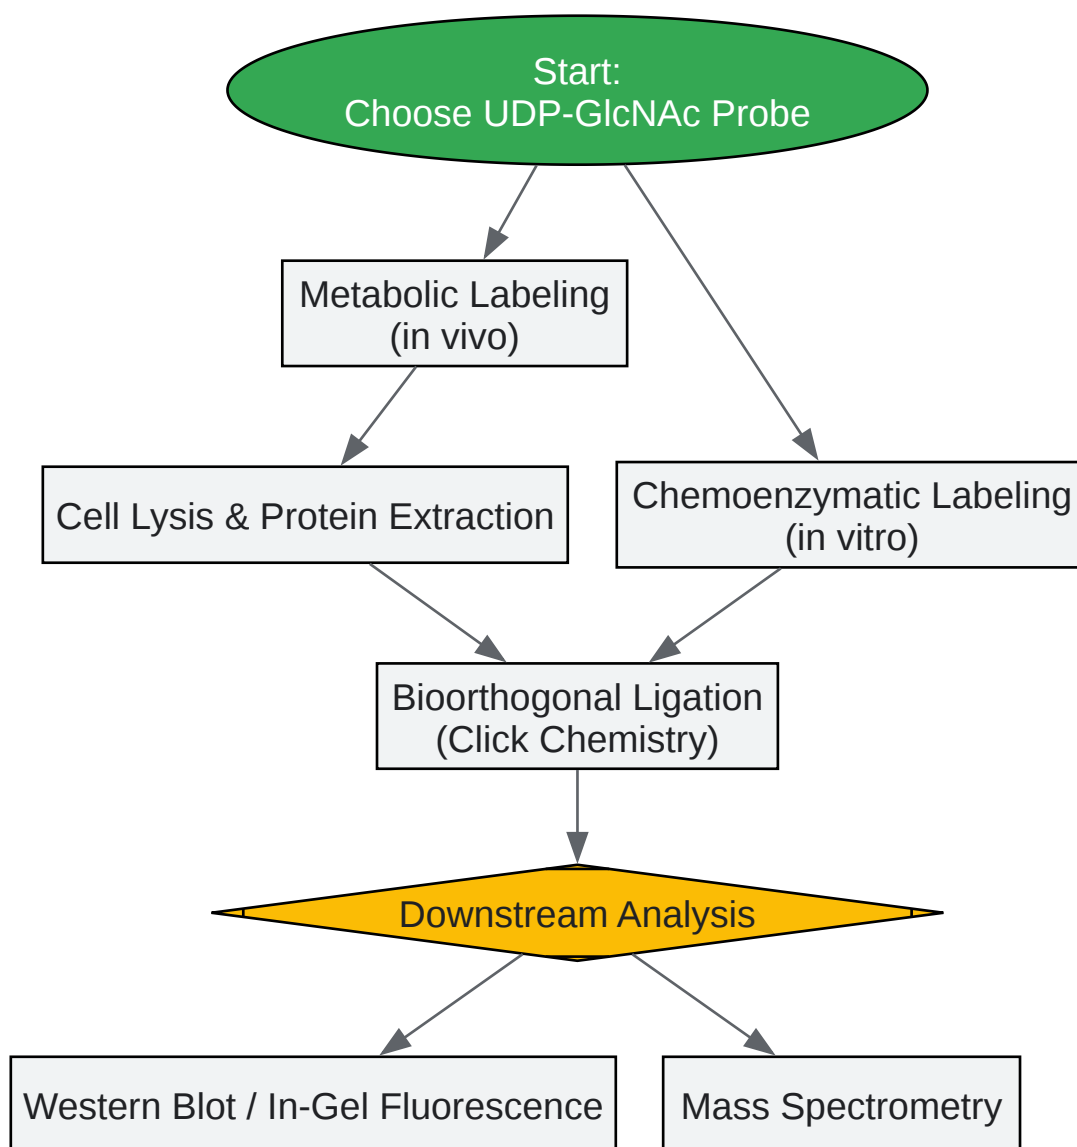 Start:
Choose UDP-GlcNAc Probe
Metabolic Labeling
(in vivo)
Cell Lysis & Protein Extraction
Chemoenzymatic Labeling
(in vitro)
Bioorthogonal Ligation
(Click Chemistry)
Downstream Analysis
Western Blot / In-Gel Fluorescence
Mass Spectrometry